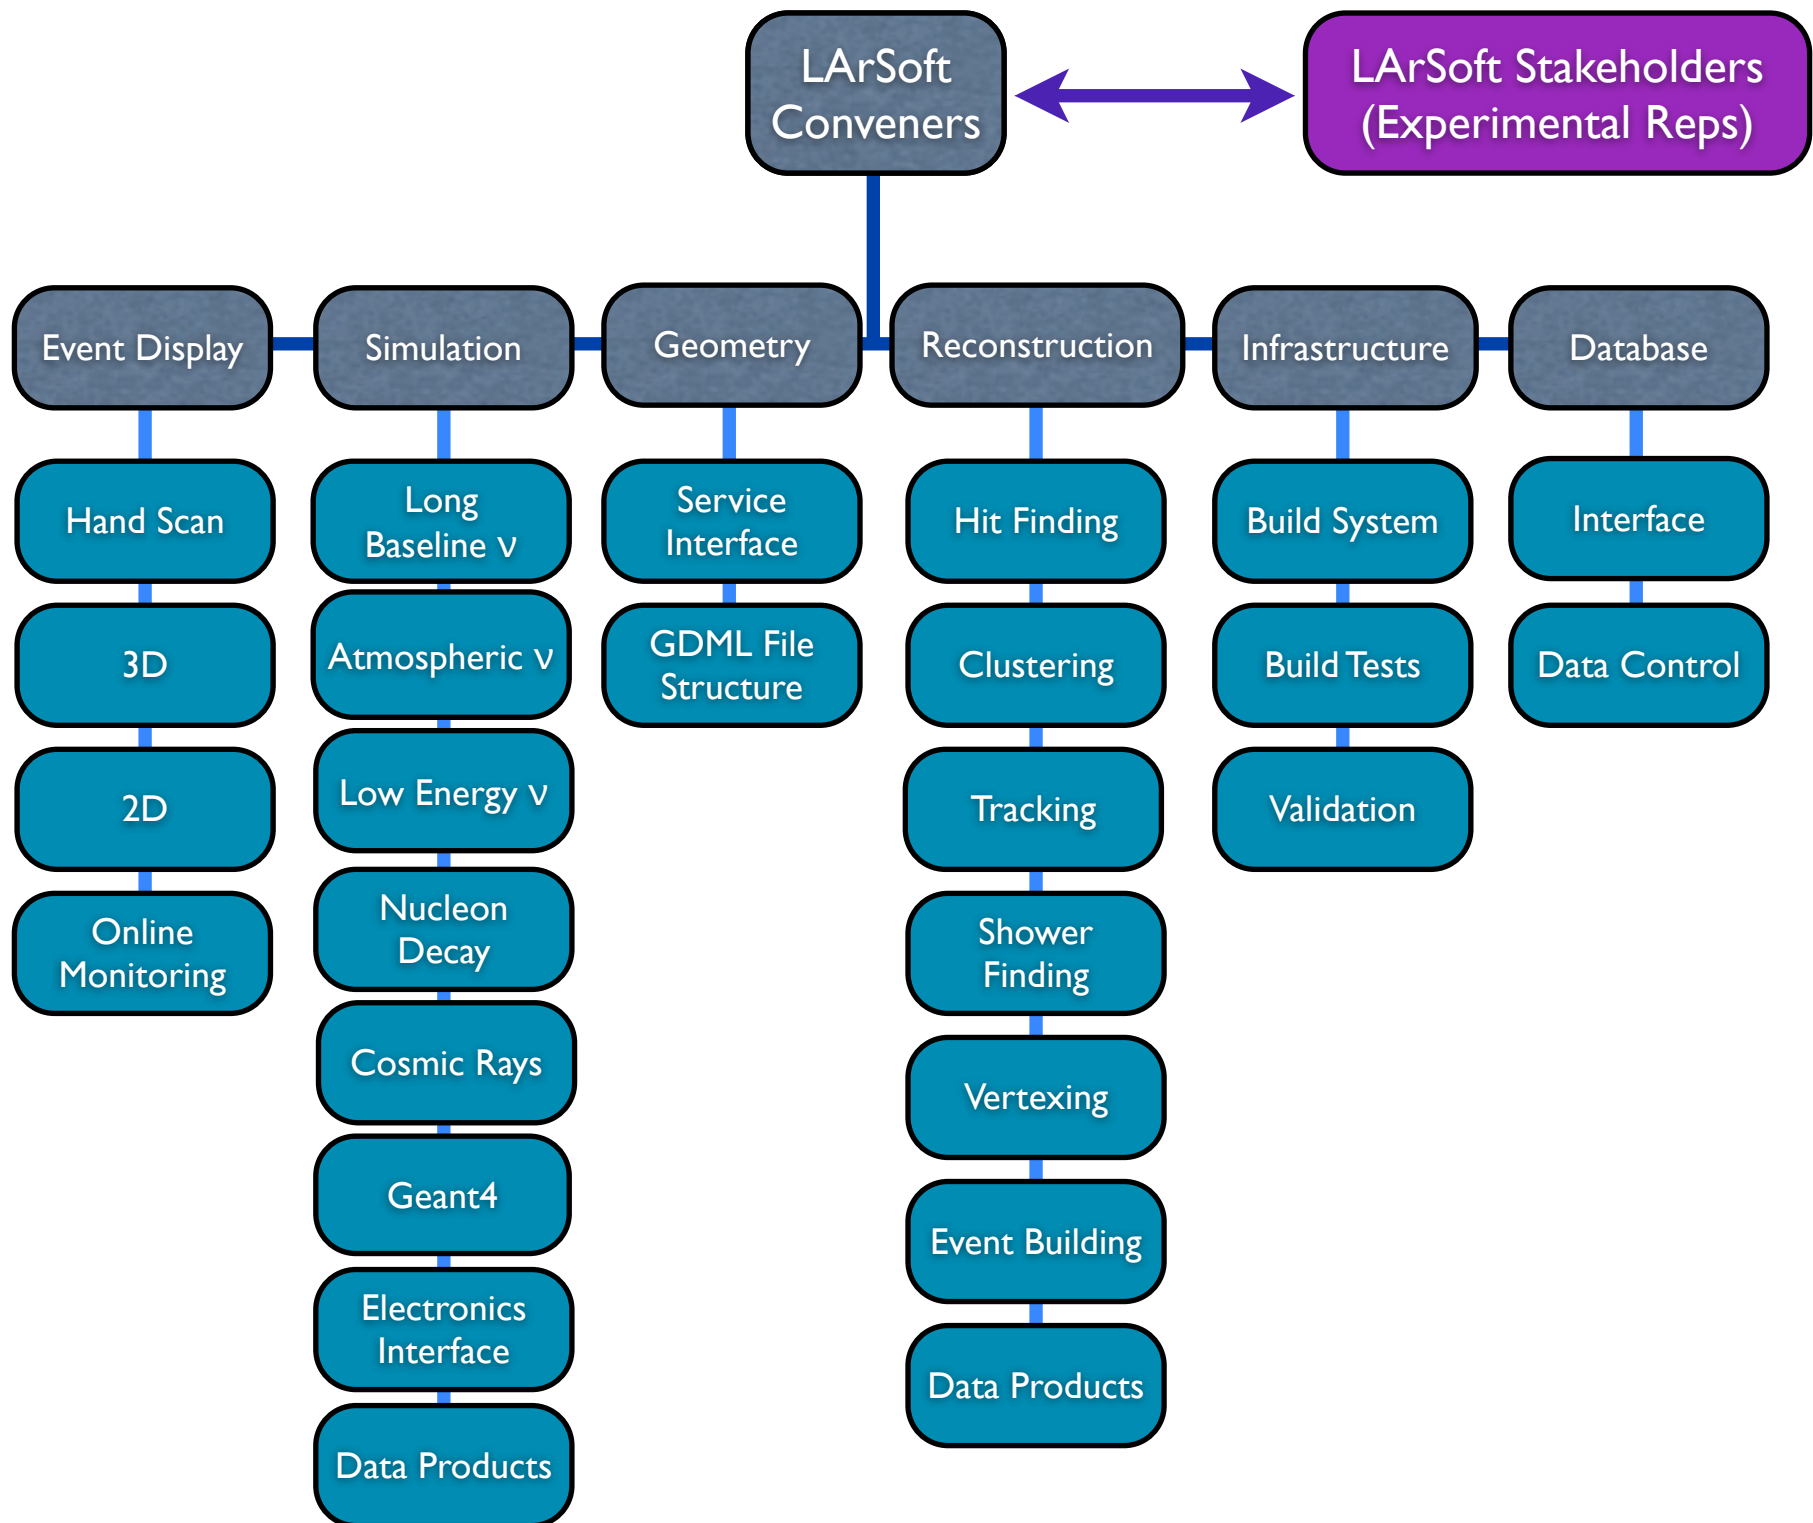 LArSoft
Conveners
LArSoft Stakeholders
(Experimental Reps)
Event Display
Simulation
Geometry
Reconstruction
Infrastructure
Database
Hand Scan
3D
2D
Online
Monitoring
Long
Baseline ν
Atmospheric ν
Low Energy ν
Nucleon
Decay
Cosmic Rays
Geant4
Electronics
Interface
Data Products
Service
Interface
GDML File
Structure
Hit Finding
Clustering
Tracking
Shower
Finding
Vertexing
Event Building
Data Products
Build System
Build Tests
Validation
Interface
Data Control